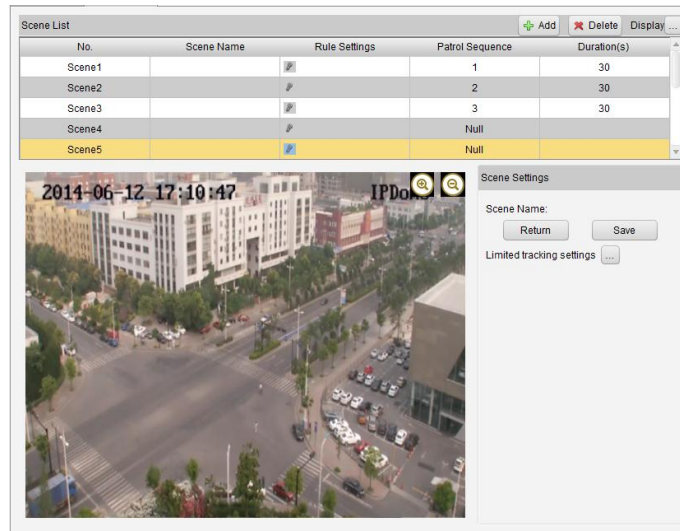 Scene List Add Delete Display ...
No. Scene Name Rule Settings Patrol Sequence Duration(s)
Scene1 1 30
Scene2 2 30
Scene3 3 30
Scene4 Null
Scene5 Null
2014-06-12 17:10:47
Scene Settings
Scene Name:
Return Save
Limited tracking settings ...